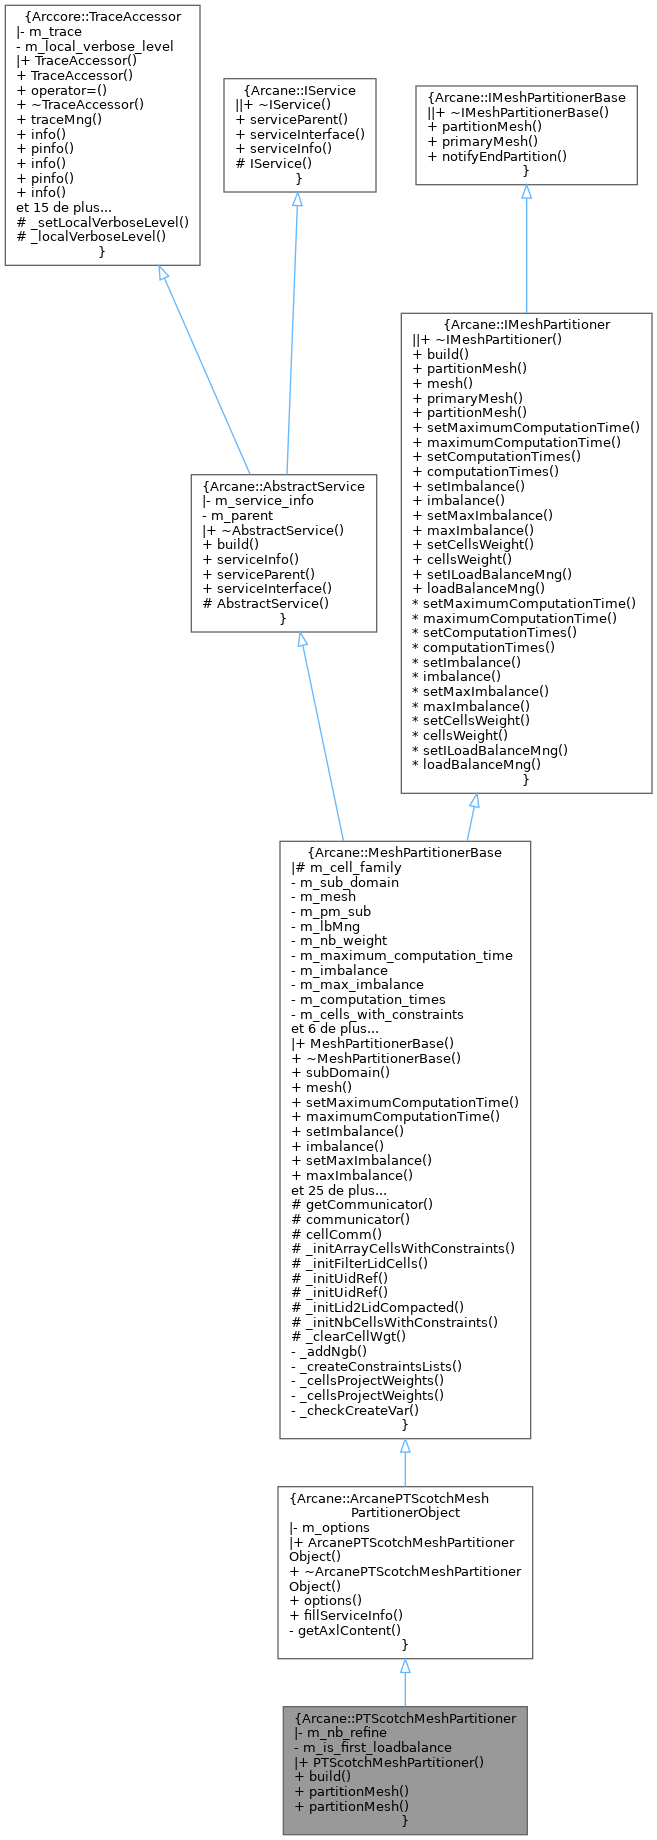 {Arccore::TraceAccessor
|- m_trace
- m_local_verbose_level
|+ TraceAccessor()
+ TraceAccessor()
+ operator=()
+ ~TraceAccessor()
+ traceMng()
+ info()
+ pinfo()
+ info()
+ pinfo()
+ info()
et 15 de plus...
# _setLocalVerboseLevel()
# _localVerboseLevel()
}
{Arcane::IService
||+ ~IService()
+ serviceParent()
+ serviceInterface()
+ serviceInfo()
# IService()
}
{Arcane::IMeshPartitionerBase
||+ ~IMeshPartitionerBase()
+ partitionMesh()
+ primaryMesh()
+ notifyEndPartition()
}
{Arcane::IMeshPartitioner
||+ ~IMeshPartitioner()
+ build()
+ partitionMesh()
+ mesh()
+ primaryMesh()
+ partitionMesh()
+ setMaximumComputationTime()
+ maximumComputationTime()
+ setComputationTimes()
+ computationTimes()
+ setImbalance()
+ imbalance()
+ setMaxImbalance()
+ maxImbalance()
+ setCellsWeight()
+ cellsWeight()
+ setILoadBalanceMng()
+ loadBalanceMng()
* setMaximumComputationTime()
* maximumComputationTime()
* setComputationTimes()
* computationTimes()
* setImbalance()
* imbalance()
* setMaxImbalance()
* maxImbalance()
* setCellsWeight()
* cellsWeight()
* setILoadBalanceMng()
* loadBalanceMng()
}
{Arcane::AbstractService
|- m_service_info
- m_parent
|+ ~AbstractService()
+ build()
+ serviceInfo()
+ serviceParent()
+ serviceInterface()
# AbstractService()
}
{Arcane::MeshPartitionerBase
|# m_cell_family
- m_sub_domain
- m_mesh
- m_pm_sub
- m_lbMng
- m_nb_weight
- m_maximum_computation_time
- m_imbalance
- m_max_imbalance
- m_computation_times
- m_cells_with_constraints
et 6 de plus...
|+ MeshPartitionerBase()
+ ~MeshPartitionerBase()
+ subDomain()
+ mesh()
+ setMaximumComputationTime()
+ maximumComputationTime()
+ setImbalance()
+ imbalance()
+ setMaxImbalance()
+ maxImbalance()
et 25 de plus...
# getCommunicator()
# communicator()
# cellComm()
# _initArrayCellsWithConstraints()
# _initFilterLidCells()
# _initUidRef()
# _initUidRef()
# _initLid2LidCompacted()
# _initNbCellsWithConstraints()
# _clearCellWgt()
- _addNgb()
- _createConstraintsLists()
- _cellsProjectWeights()
- _cellsProjectWeights()
- _checkCreateVar()
}
{Arcane::ArcanePTScotchMesh
PartitionerObject
|- m_options
|+ ArcanePTScotchMeshPartitioner
Object()
+ ~ArcanePTScotchMeshPartitioner
Object()
+ options()
+ fillServiceInfo()
- getAxlContent()
}
{Arcane::PTScotchMeshPartitioner
|- m_nb_refine
- m_is_first_loadbalance
|+ PTScotchMeshPartitioner()
+ build()
+ partitionMesh()
+ partitionMesh()
}